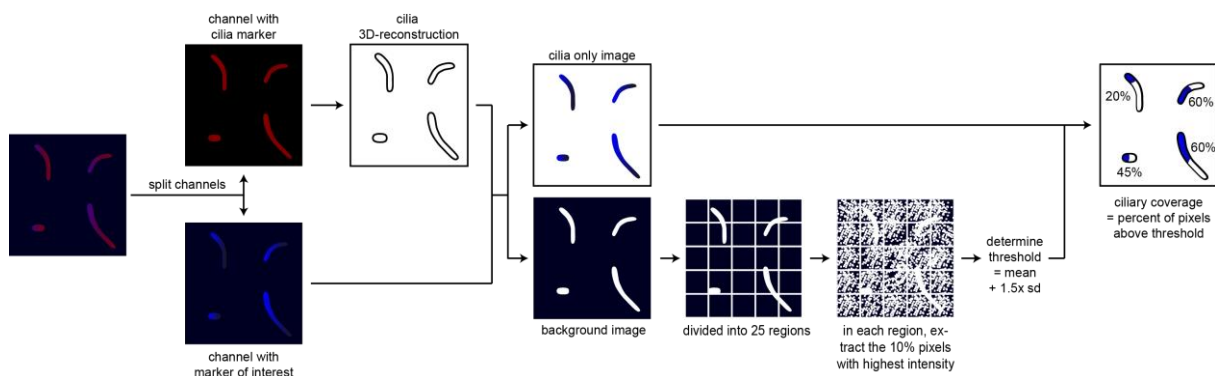 channel with
cilia marker
cilia
3D-reconstruction
cilia only image
20%
60%
60%
45%
split channels
ciliary coverage
= percent of pixels
above threshold
determine
threshold
= mean
+ 1.5x sd
channel with
marker of interest
background image
divided into 25 regions
in each region, ex-
tract the 10% pixels
with highest intensity